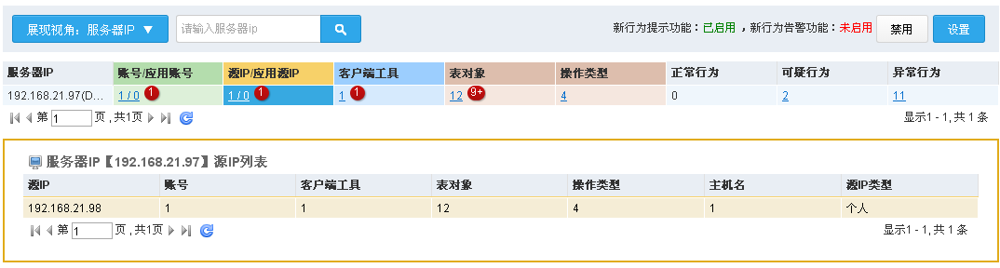 展现视角：服务器IP ▼ 请输入服务器ip 新行为提示功能：已启用 ，新行为告警功能：未启用 禁用 设置
服务器IP 账号/应用账号 源IP/应用源IP 客户端工具 表对象 操作类型 正常行为 可疑行为 异常行为
192.168.21.97(D... 1 / 0 1 1 / 0 1 1 1 12 9+ 4 0 2 11
第 1 页 , 共1页 显示1 - 1, 共 1 条
服务器IP【192.168.21.97】源IP列表
源IP 账号 客户端工具 表对象 操作类型 主机名 源IP类型
192.168.21.98 1 1 12 4 1 个人
第 1 页 , 共1页 显示1 - 1, 共 1 条